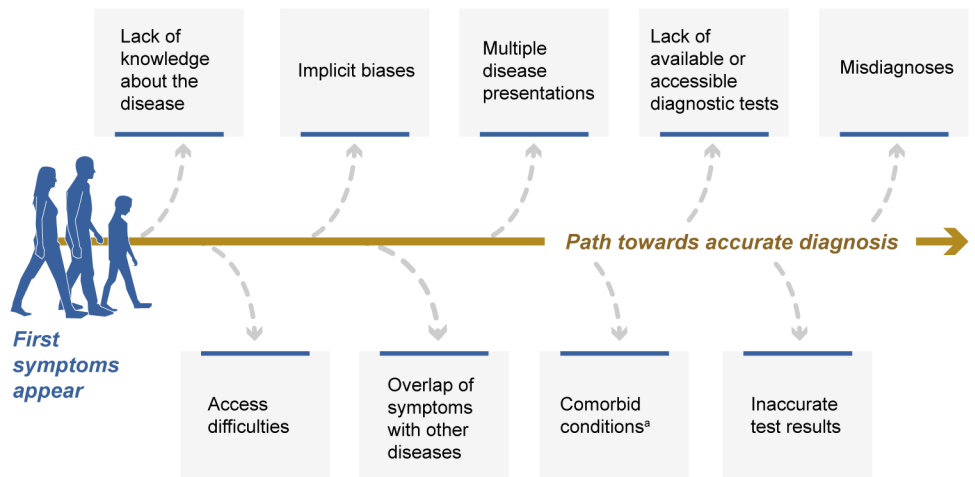 Lack of
knowledge
about the
disease
Implicit biases
Multiple
disease
presentations
Lack of
available or
accessible
diagnostic tests
Misdiagnoses
Path towards accurate diagnosis
First
symptoms
appear
Access
difficulties
Overlap of
symptoms
with other
diseases
Comorbid
conditionsᵃ
Inaccurate
test results